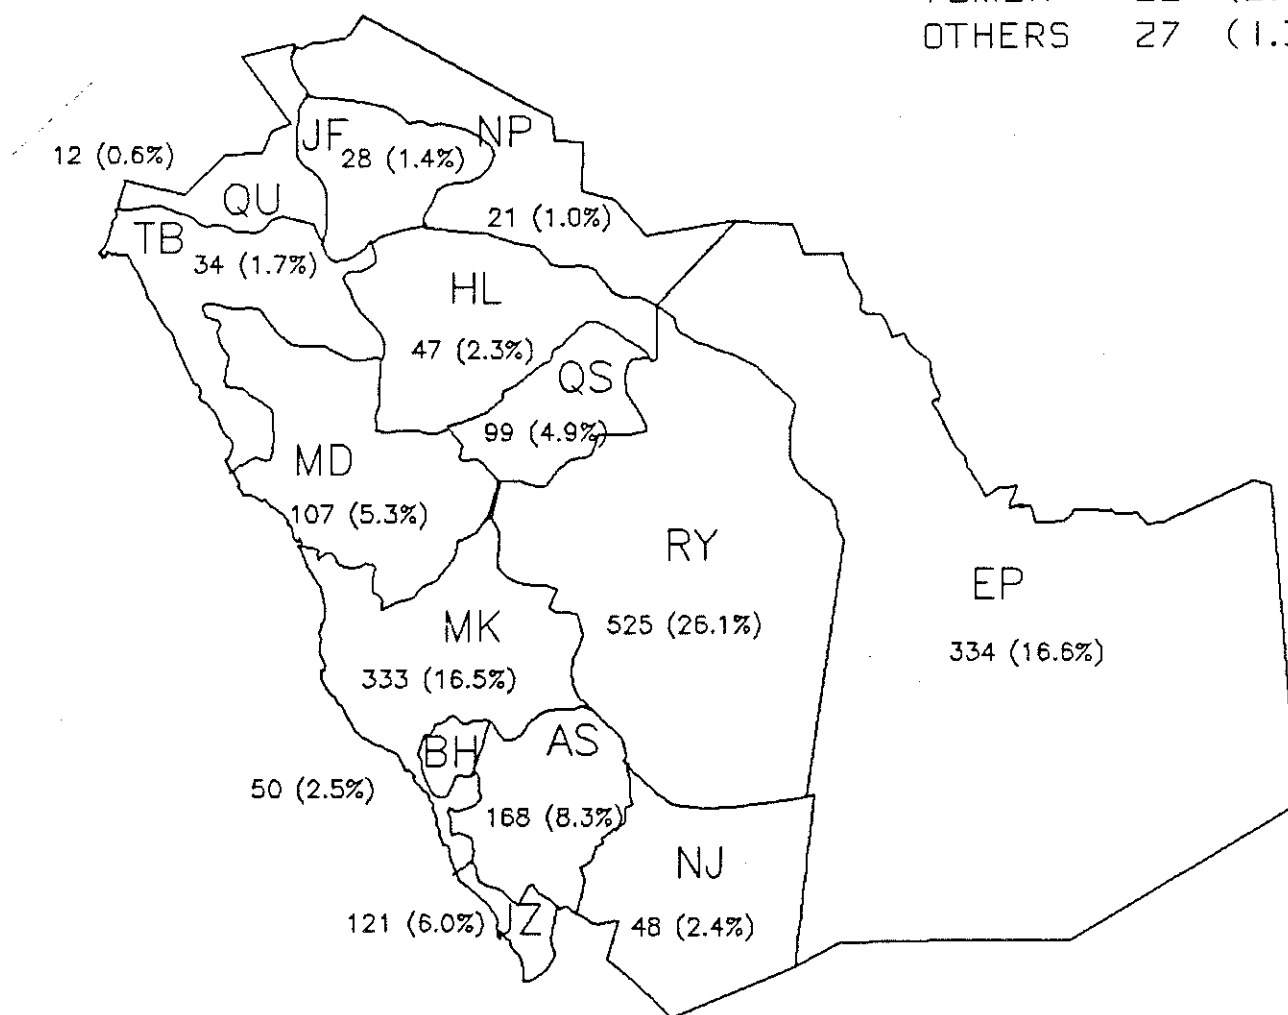 OTHERS 27 (1.
JF
NP
28 (1.4%)
12 (0.6%)
QU
21 (1.0%)
TB
34 (1.7%)
HL
47 (2.3%)
QS
99 (4.9%)
MD
107 (5.3%)
RY
525 (26.1%)
EP
334 (16.6%)
MK
333 (16.5%)
BH
AS
50 (2.5%)
168 (8.3%)
NJ
48 (2.4%)
121 (6.0%)
JZ